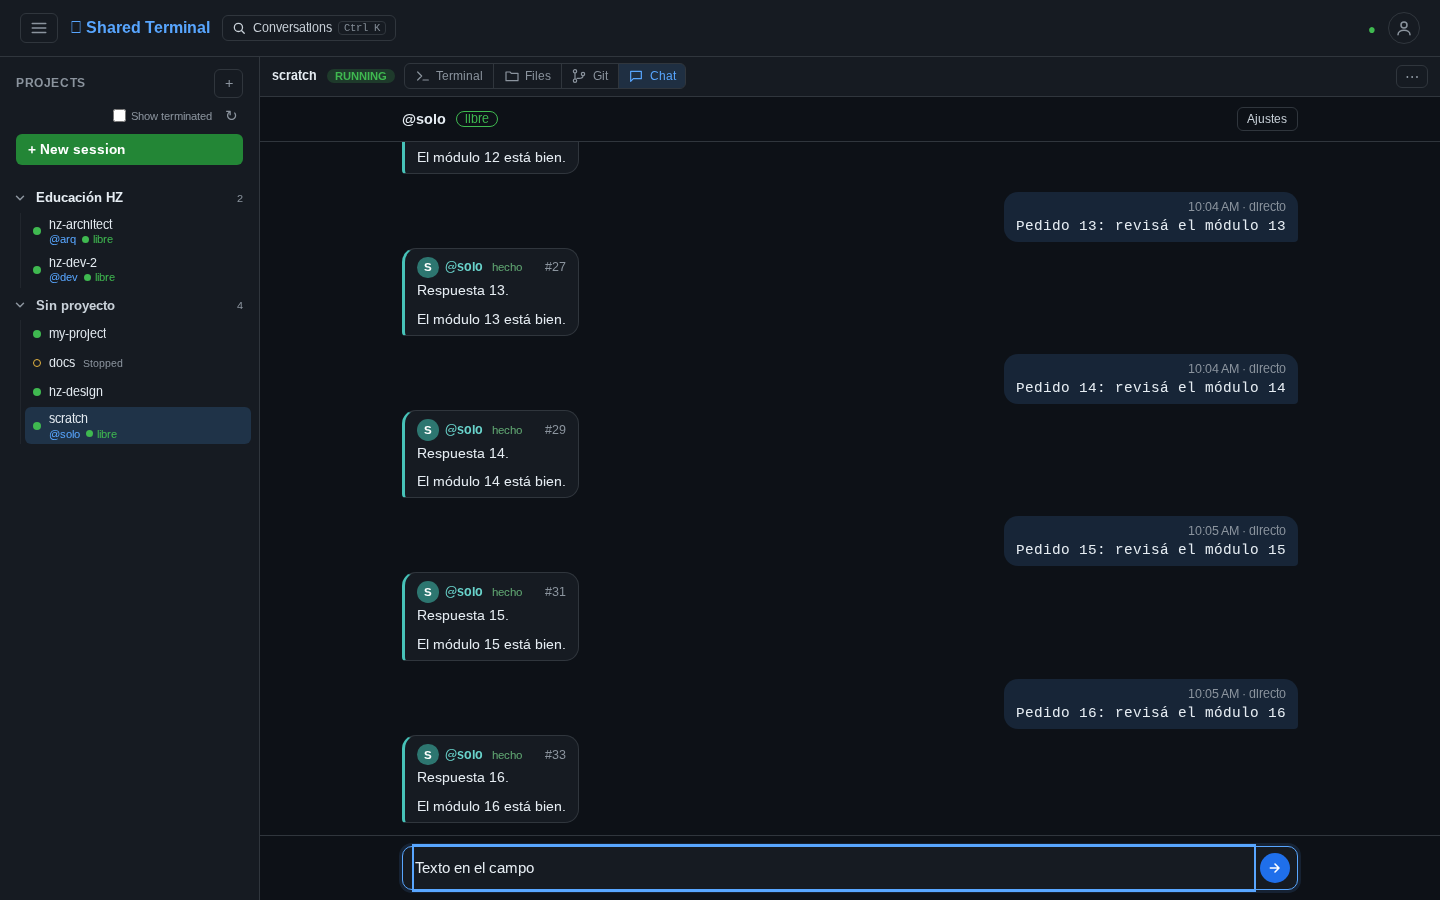 Shared Terminal
Conversations
Ctrl K
PROJECTS
+
Show terminated
+ New session
Educación HZ
2
hz-architect
@arq
libre
hz-dev-2
@dev
libre
Sin proyecto
4
my-project
docs
Stopped
hz-design
scratch
@solo
libre
scratch
RUNNING
Terminal
Files
Git
Chat
@solo
libre
Ajustes
El módulo 12 está bien.
10:04 AM · directo
Pedido 13: revisá el módulo 13
S
@solo
hecho
#27
Respuesta 13.
El módulo 13 está bien.
10:04 AM · directo
Pedido 14: revisá el módulo 14
S
@solo
hecho
#29
Respuesta 14.
El módulo 14 está bien.
10:05 AM · directo
Pedido 15: revisá el módulo 15
S
@solo
hecho
#31
Respuesta 15.
El módulo 15 está bien.
10:05 AM · directo
Pedido 16: revisá el módulo 16
S
@solo
hecho
#33
Respuesta 16.
El módulo 16 está bien.
Texto en el campo